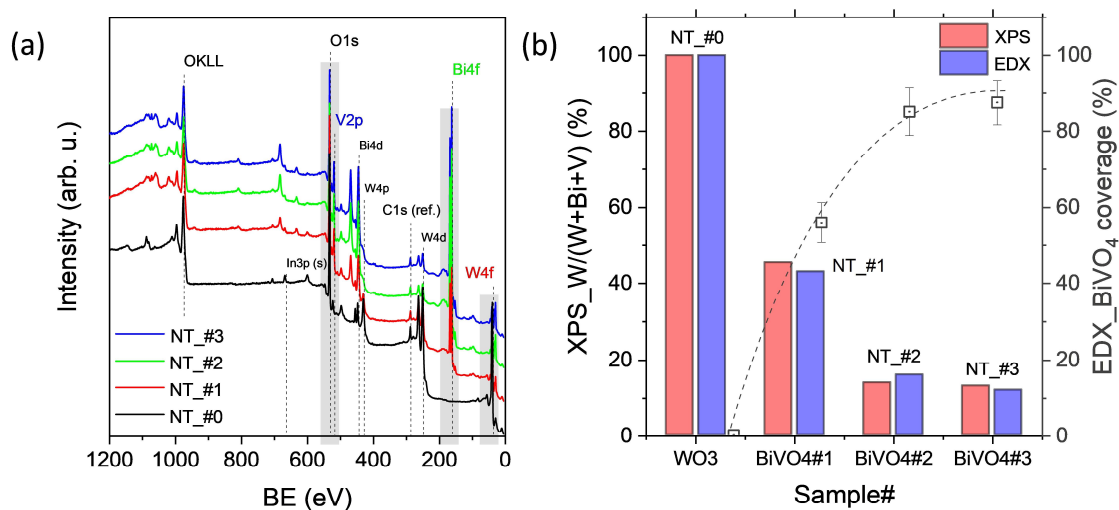 (a)
Intensity (arb. u.)
OKLL
O1s
V2p
Bi4d
W4p
C1s (ref.)
W4d
Bi4f
W4f
In3p (s)
NT_#3
NT_#2
NT_#1
NT_#0
1200 1000 800 600 400 200 0
BE (eV)
(b)
XPS_W/(W+Bi+V) (%)
100
80
60
40
20
0
NT_#0
XPS
EDX
NT_#1
NT_#2
NT_#3
100
80
60
40
20
0
EDX_BiVO4 coverage (%)
WO3 BiVO4#1 BiVO4#2 BiVO4#3
Sample#